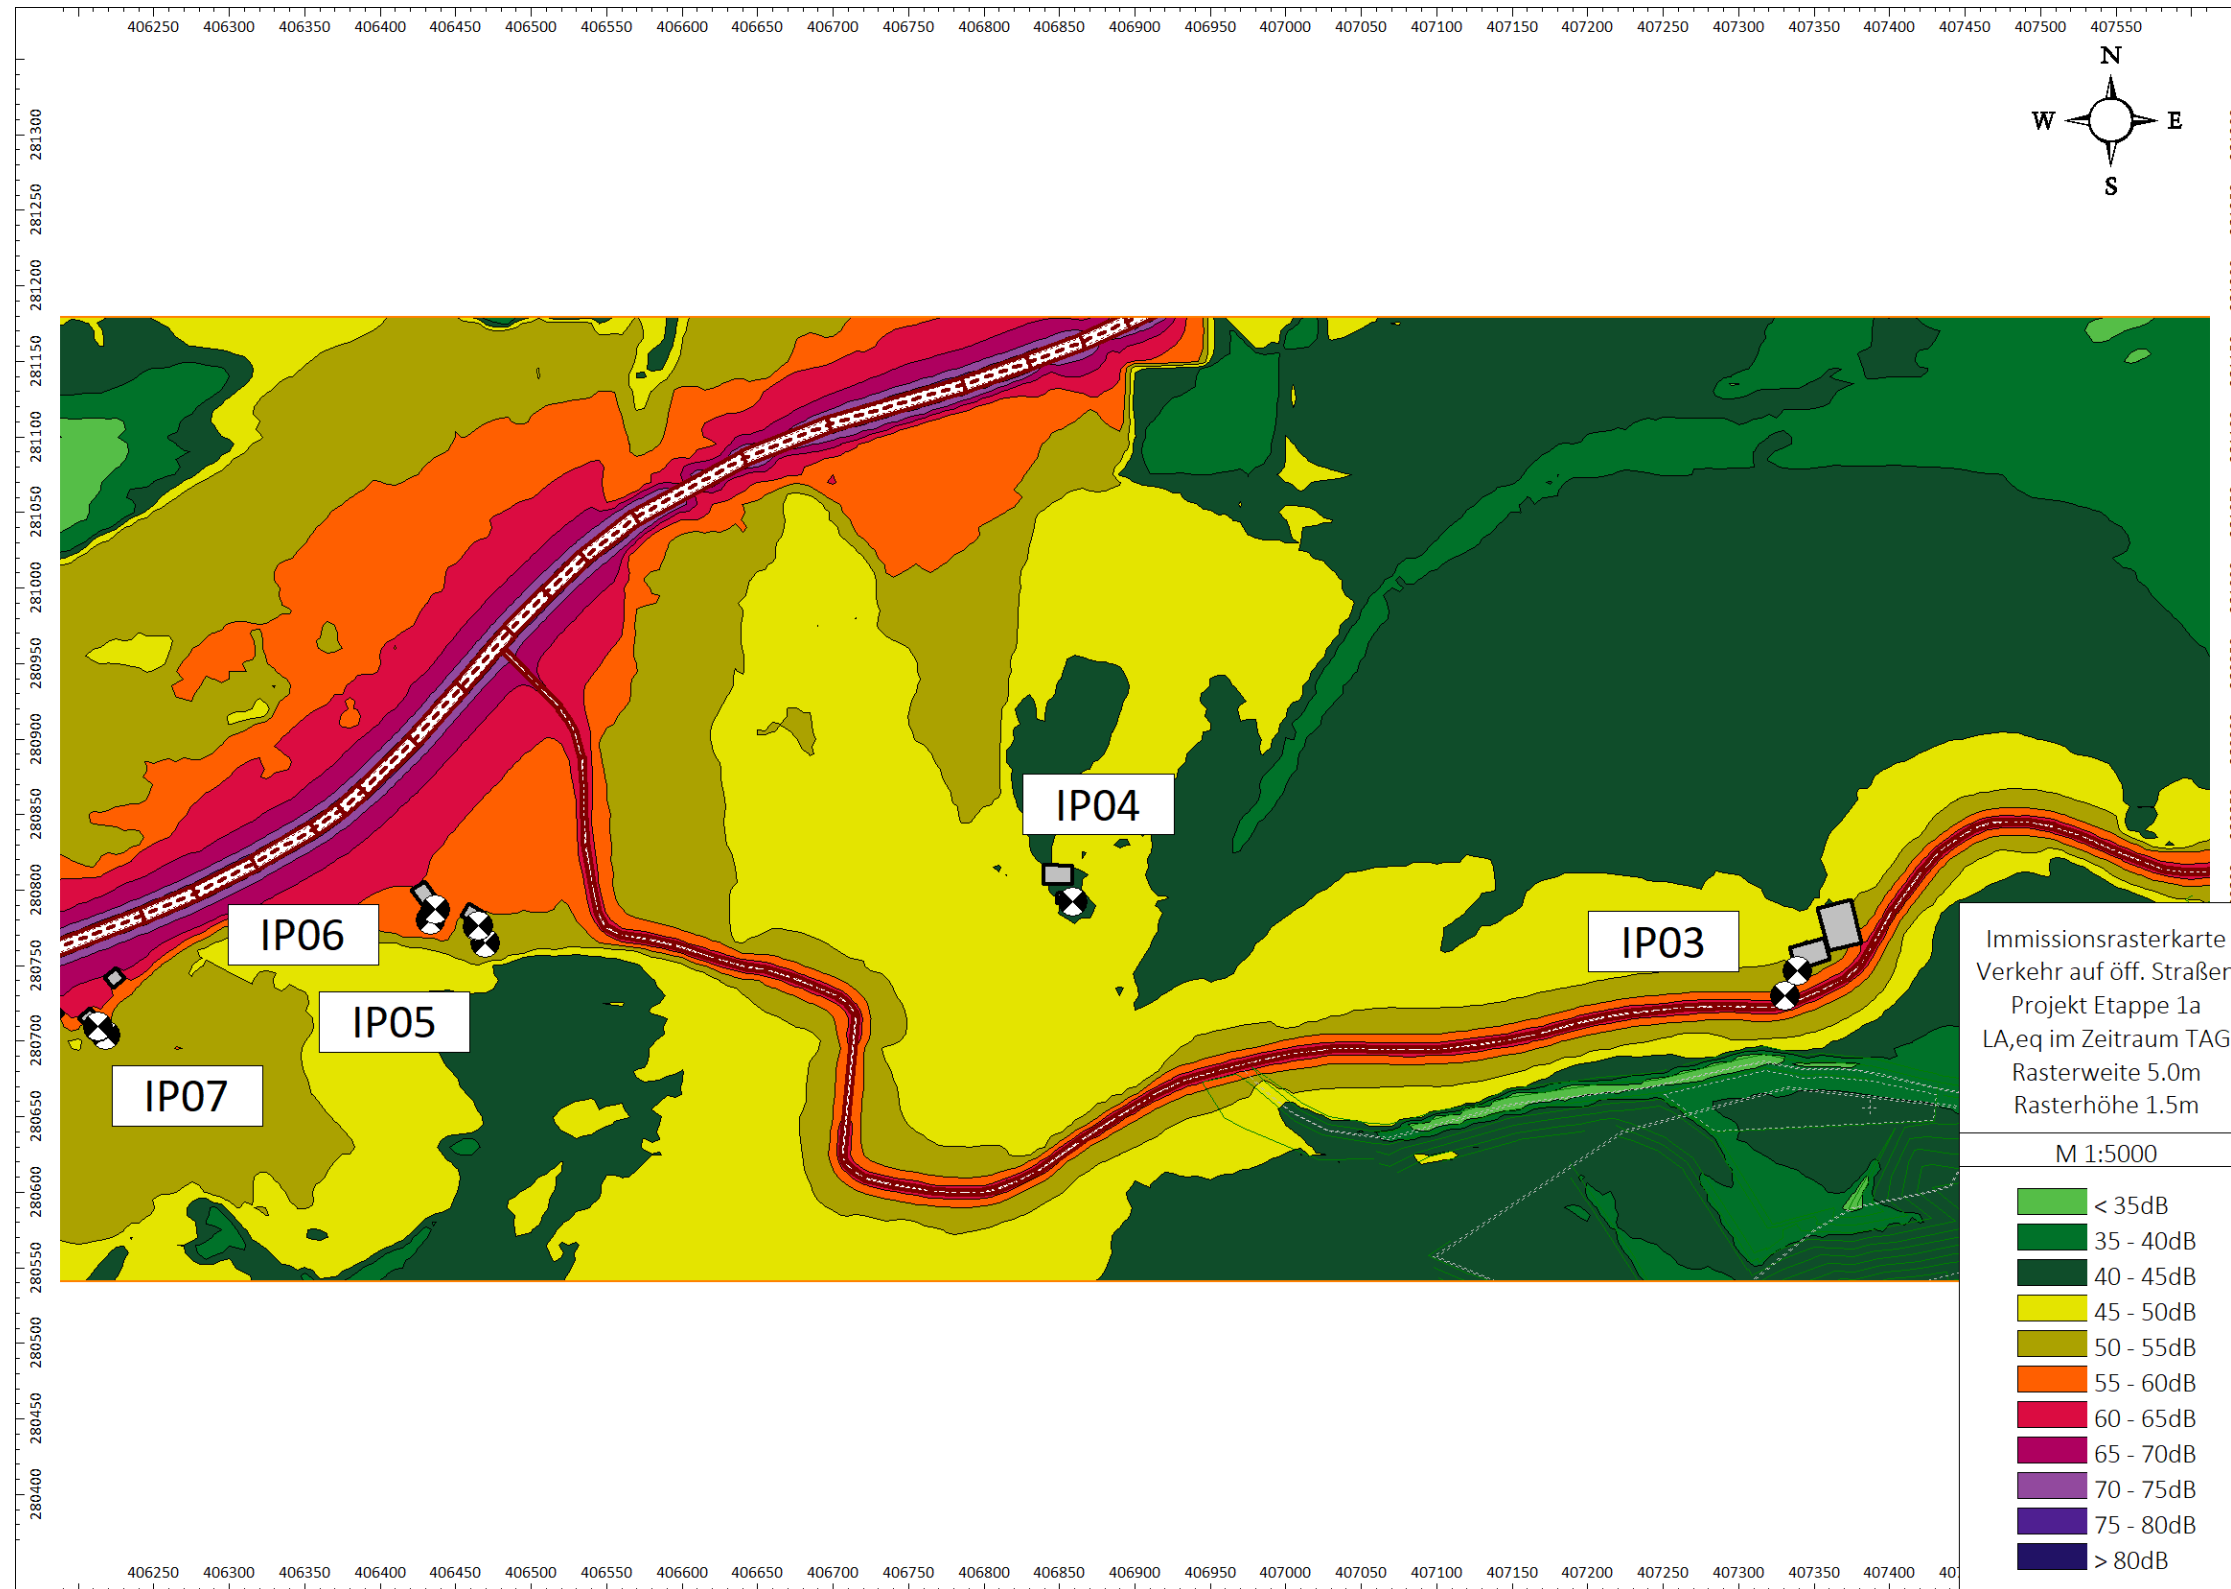 406250 406300 406350 406400 406450 406500 406550 406600 406650 406700 406750 406800 406850 406900 406950 407000 407050 407100 407150 407200 407250 407300 407350 407400 407450 407500 407550
N
W E
S
281300
281250
281200
281150
281100
281050
281000
280950
280900
280850
280800
280750
280700
280650
280600
280550
280500
280450
280400
IP04
IP06
IP03
IP05
IP07
Immissionsrasterkarte
Verkehr auf öff. Straßen
Projekt Etappe 1a
LA,eq im Zeitraum TAG
Rasterweite 5.0m
Rasterhöhe 1.5m
M 1:5000
< 35dB
35 - 40dB
40 - 45dB
45 - 50dB
50 - 55dB
55 - 60dB
60 - 65dB
65 - 70dB
70 - 75dB
75 - 80dB
> 80dB
406250 406300 406350 406400 406450 406500 406550 406600 406650 406700 406750 406800 406850 406900 406950 407000 407050 407100 407150 407200 407250 407300 407350 407400